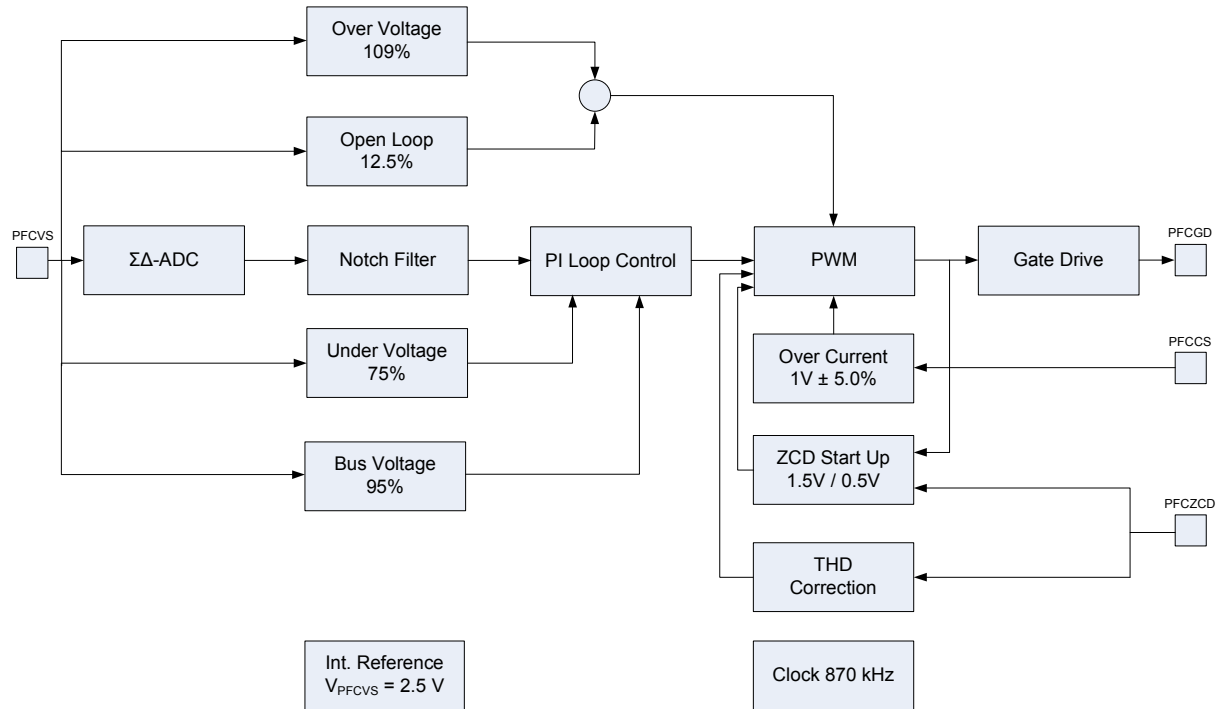 Over Voltage
109%
Open Loop
12.5%
PFCVS
ΣΔ-ADC
Notch Filter
PI Loop Control
PWM
Gate Drive
PFCGD
Under Voltage
75%
Over Current
1V ± 5.0%
PFCCS
Bus Voltage
95%
ZCD Start Up
1.5V / 0.5V
PFCZCD
THD
Correction
Int. Reference
VPFCVS = 2.5 V
Clock 870 kHz